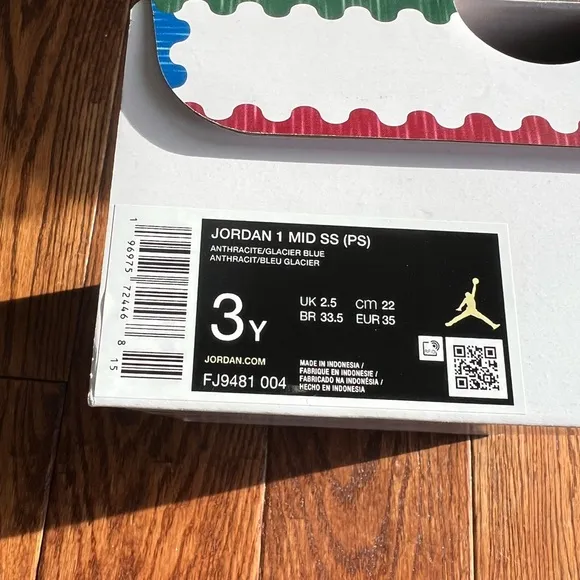 JORDAN 1 MID SS (PS)
ANTHRACITE/GLACIER BLUE
ANTHRACIT/BLEU GLACIER
3Y
UK 2.5 cm 22
BR 33.5 EUR 35
JORDAN.COM
FJ9481 004
MADE IN INDONESIA /
FABRIQUE EN INDONESIE /
FABRICADO NA INDONÉSIA /
HECHO EN INDONESIA
1 96975 72446 8 15